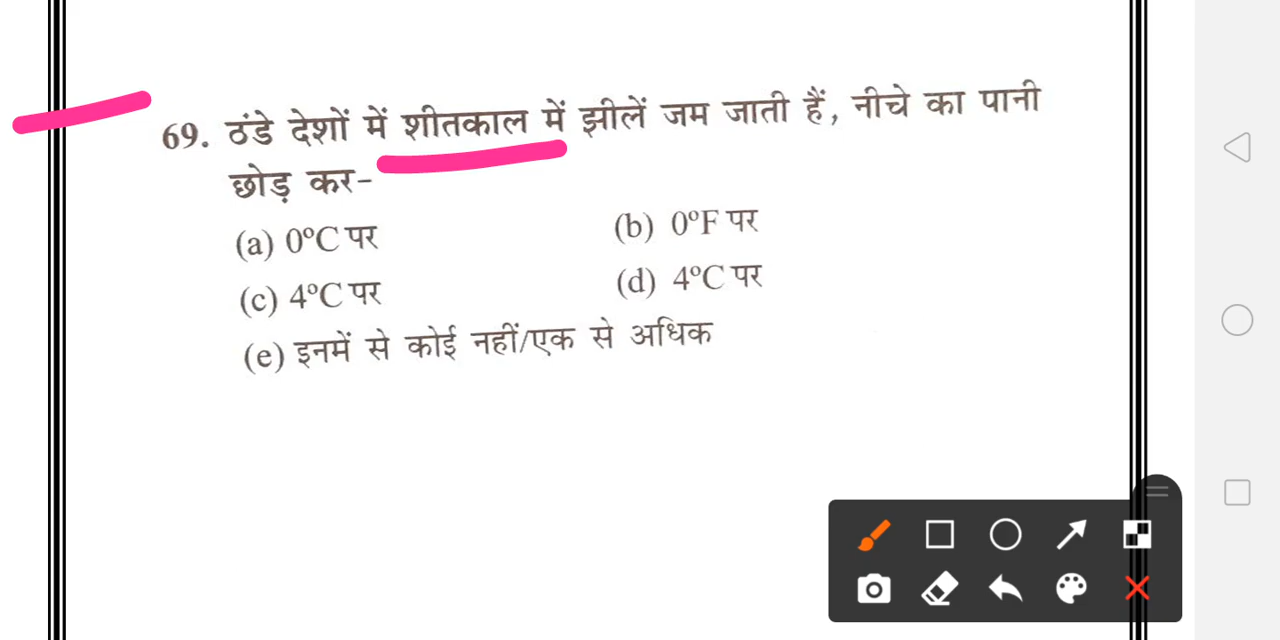 69. ठंडे देशों में शीतकाल में झीलें जम जाती हैं, नीचे का पानी
छोड़ कर-
(a) 0°C पर (b) 0°F पर
(c) 4°C पर (d) 4°C पर
(e) इनमें से कोई नहीं/एक से अधिक